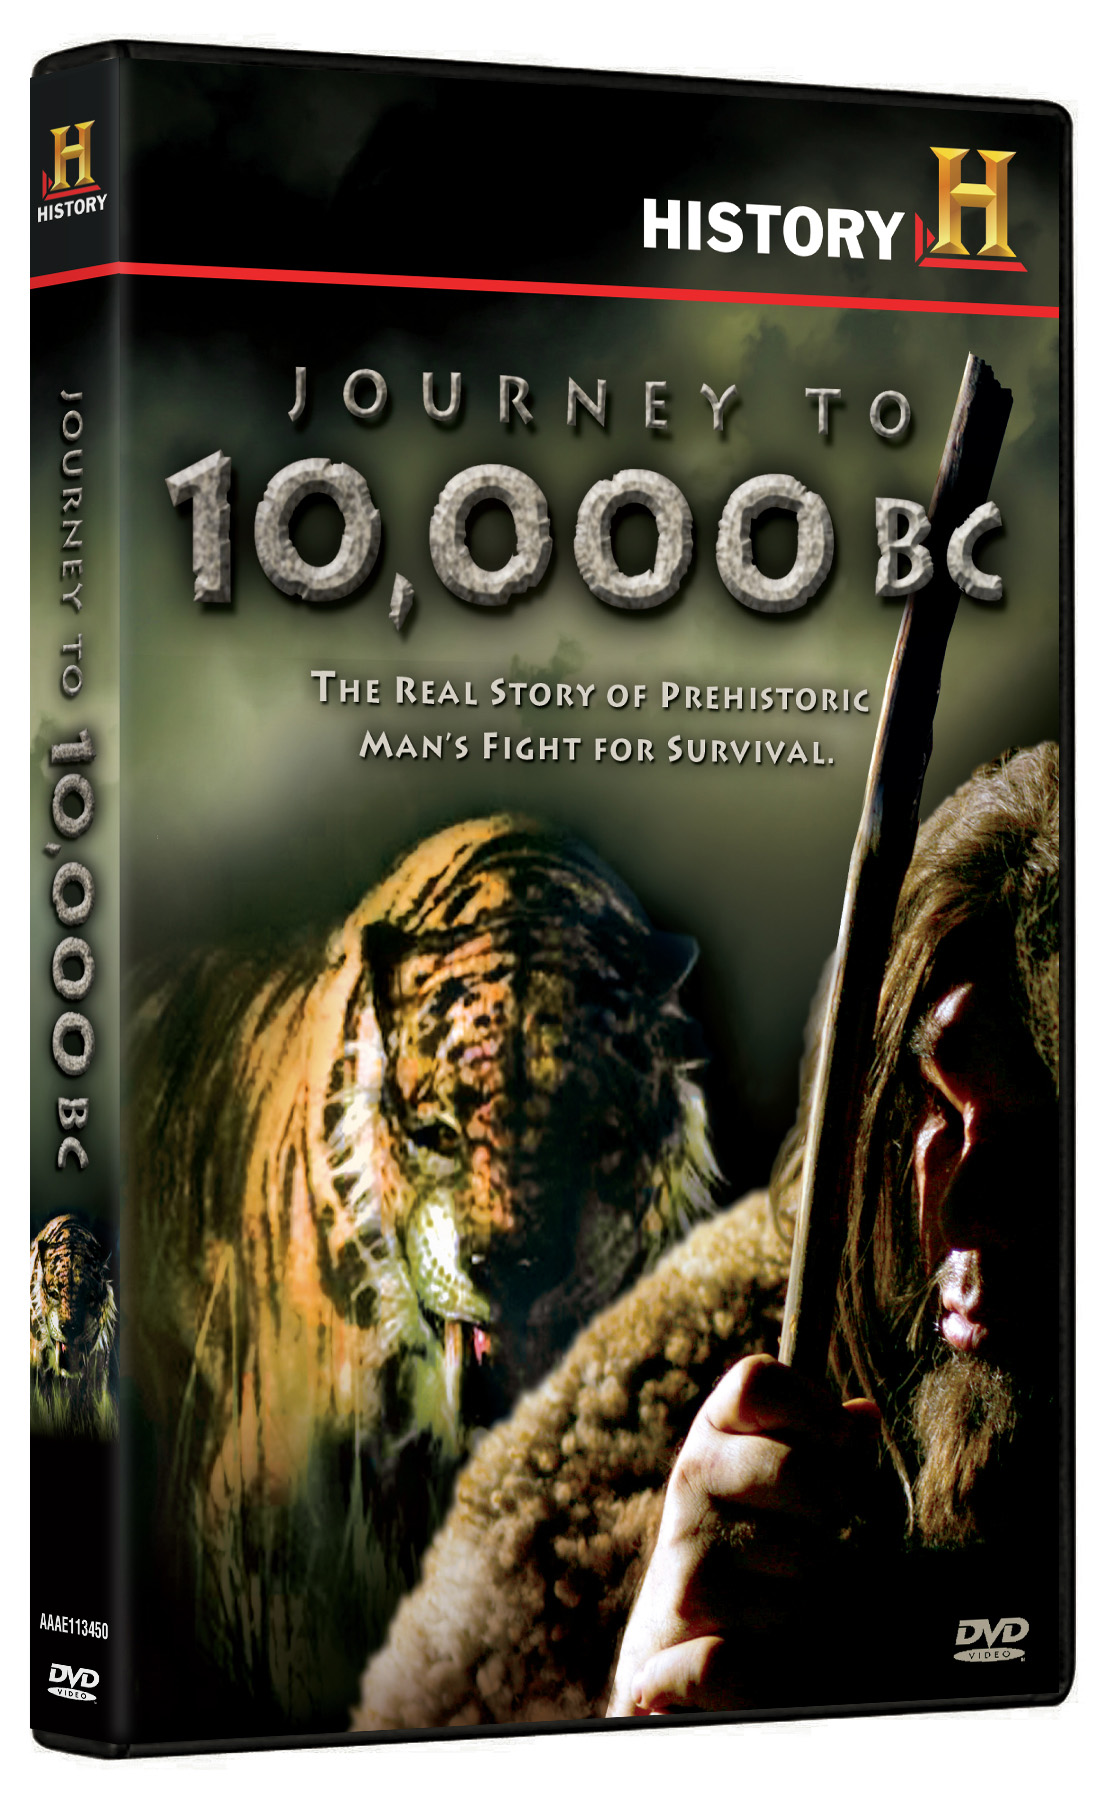 H
HISTORY
JOURNEY TO 10,000 BC
AAAE113450
DVD
VIDEO
HISTORY H
JOURNEY TO
10,000 BC
THE REAL STORY OF PREHISTORIC
MAN'S FIGHT FOR SURVIVAL.
DVD
VIDEO